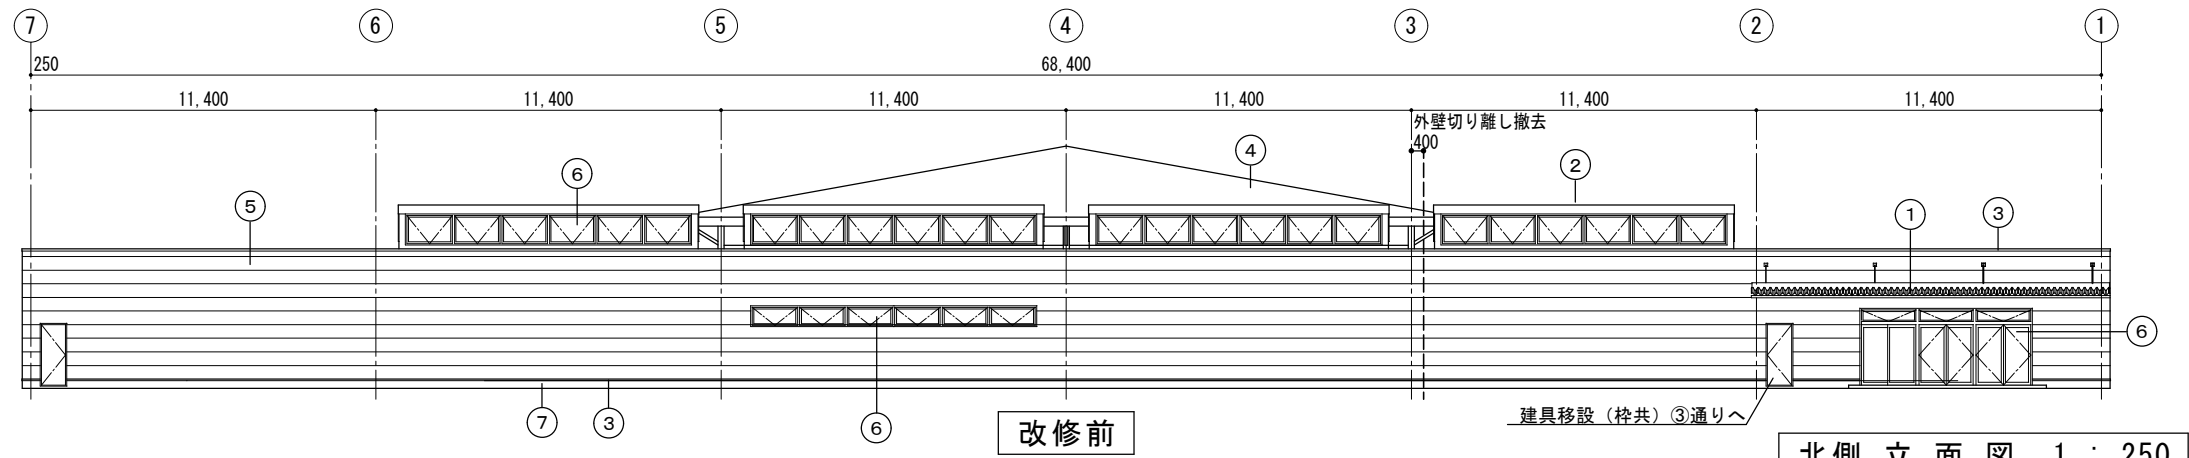 7 6 5 4 3 2 1
250 68,400
11,400 11,400 11,400 11,400 11,400 11,400
外壁切り離し撤去
400
④
②
⑥
⑤
① ③
⑥
建具移設（枠共）③通りへ
⑦ ③ ⑥
改修前
北側 立 面 図 1 : 250